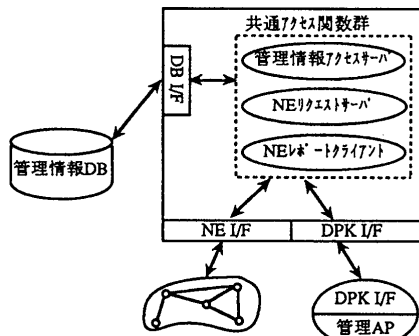 共通ｱｸｾｽ関数群
管理情報ｱｸｾｽｻｰﾊﾞ
DB I/F
NEﾘｸｴｽﾄｻｰﾊﾞ
NEﾚﾎﾟｰﾄｸﾗｲｱﾝﾄ
管理情報DB
NE I/F
DPK I/F
DPK I/F
管理AP